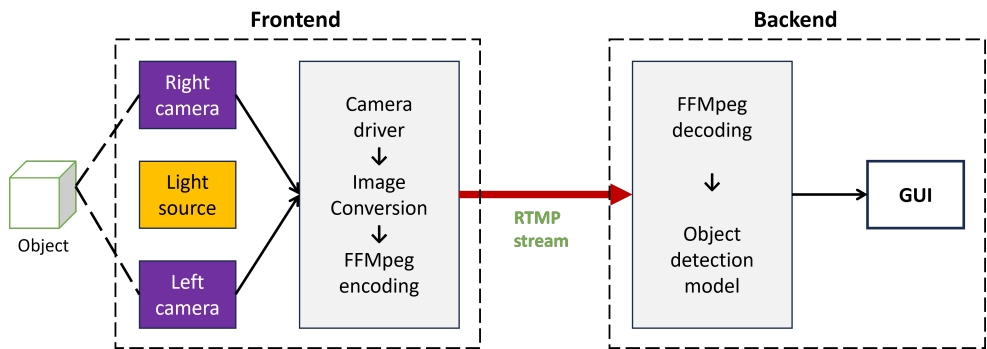 Frontend
Backend
Right
camera
Light
source
Left
camera
Object
Camera
driver
Image
Conversion
FFMpeg
encoding
RTMP
stream
FFMpeg
decoding
Object
detection
model
GUI